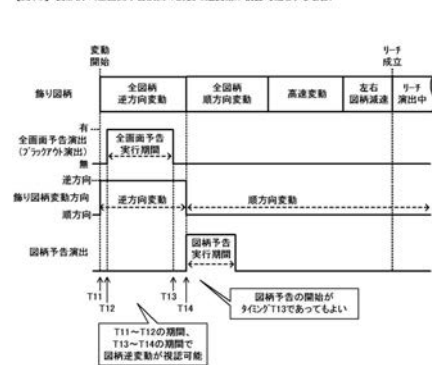 変動
開始
リーチ
成立
飾り図柄
全図柄
逆方向変動
全図柄
順方向変動
高速変動
左右
図柄減速
リーチ
演出中
有
全画面予告演出
(ブラックアウト演出)
無
全画面予告
実行期間
逆方向
飾り図柄変動方向
順方向
逆方向変動
順方向変動
図柄予告演出
図柄予告
実行期間
T11
T12
T13
T14
図柄予告の開始が
タイミングT13であってもよい
T11~T12の期間、
T13~T14の期間で
図柄逆変動が視認可能